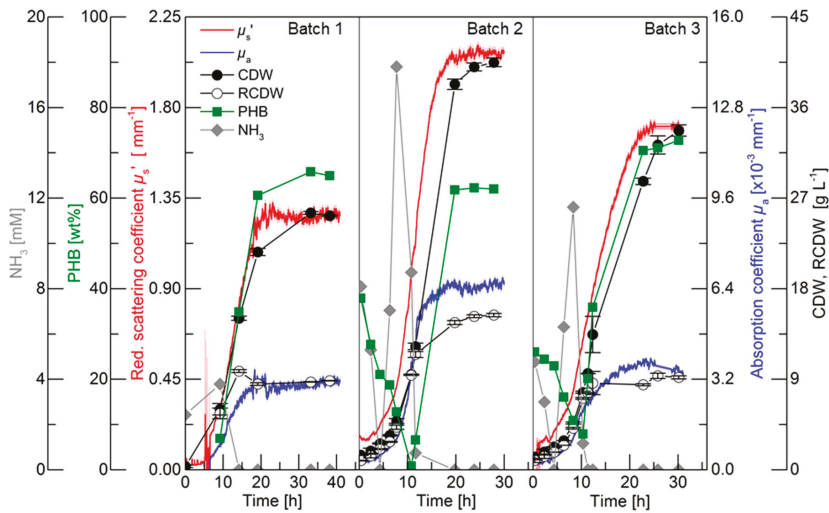 20
16
12
8
4
0
NH₃ [mM]
100
80
60
40
20
0
PHB [wt%]
2.25
1.80
1.35
0.90
0.45
0.00
Red. scattering coefficient μₛ' [ mm⁻¹]
μₛ'
μₐ
CDW
RCDW
PHB
NH₃
Batch 1
Batch 2
Batch 3
0 10 20 30 40
Time [h]
0 10 20 30
Time [h]
0 10 20 30
Time [h]
16.0
12.8
9.6
6.4
3.2
0.0
Absorption coefficient μₐ [x10⁻³ mm⁻¹]
45
36
27
18
9
0
CDW, RCDW [g L⁻¹]